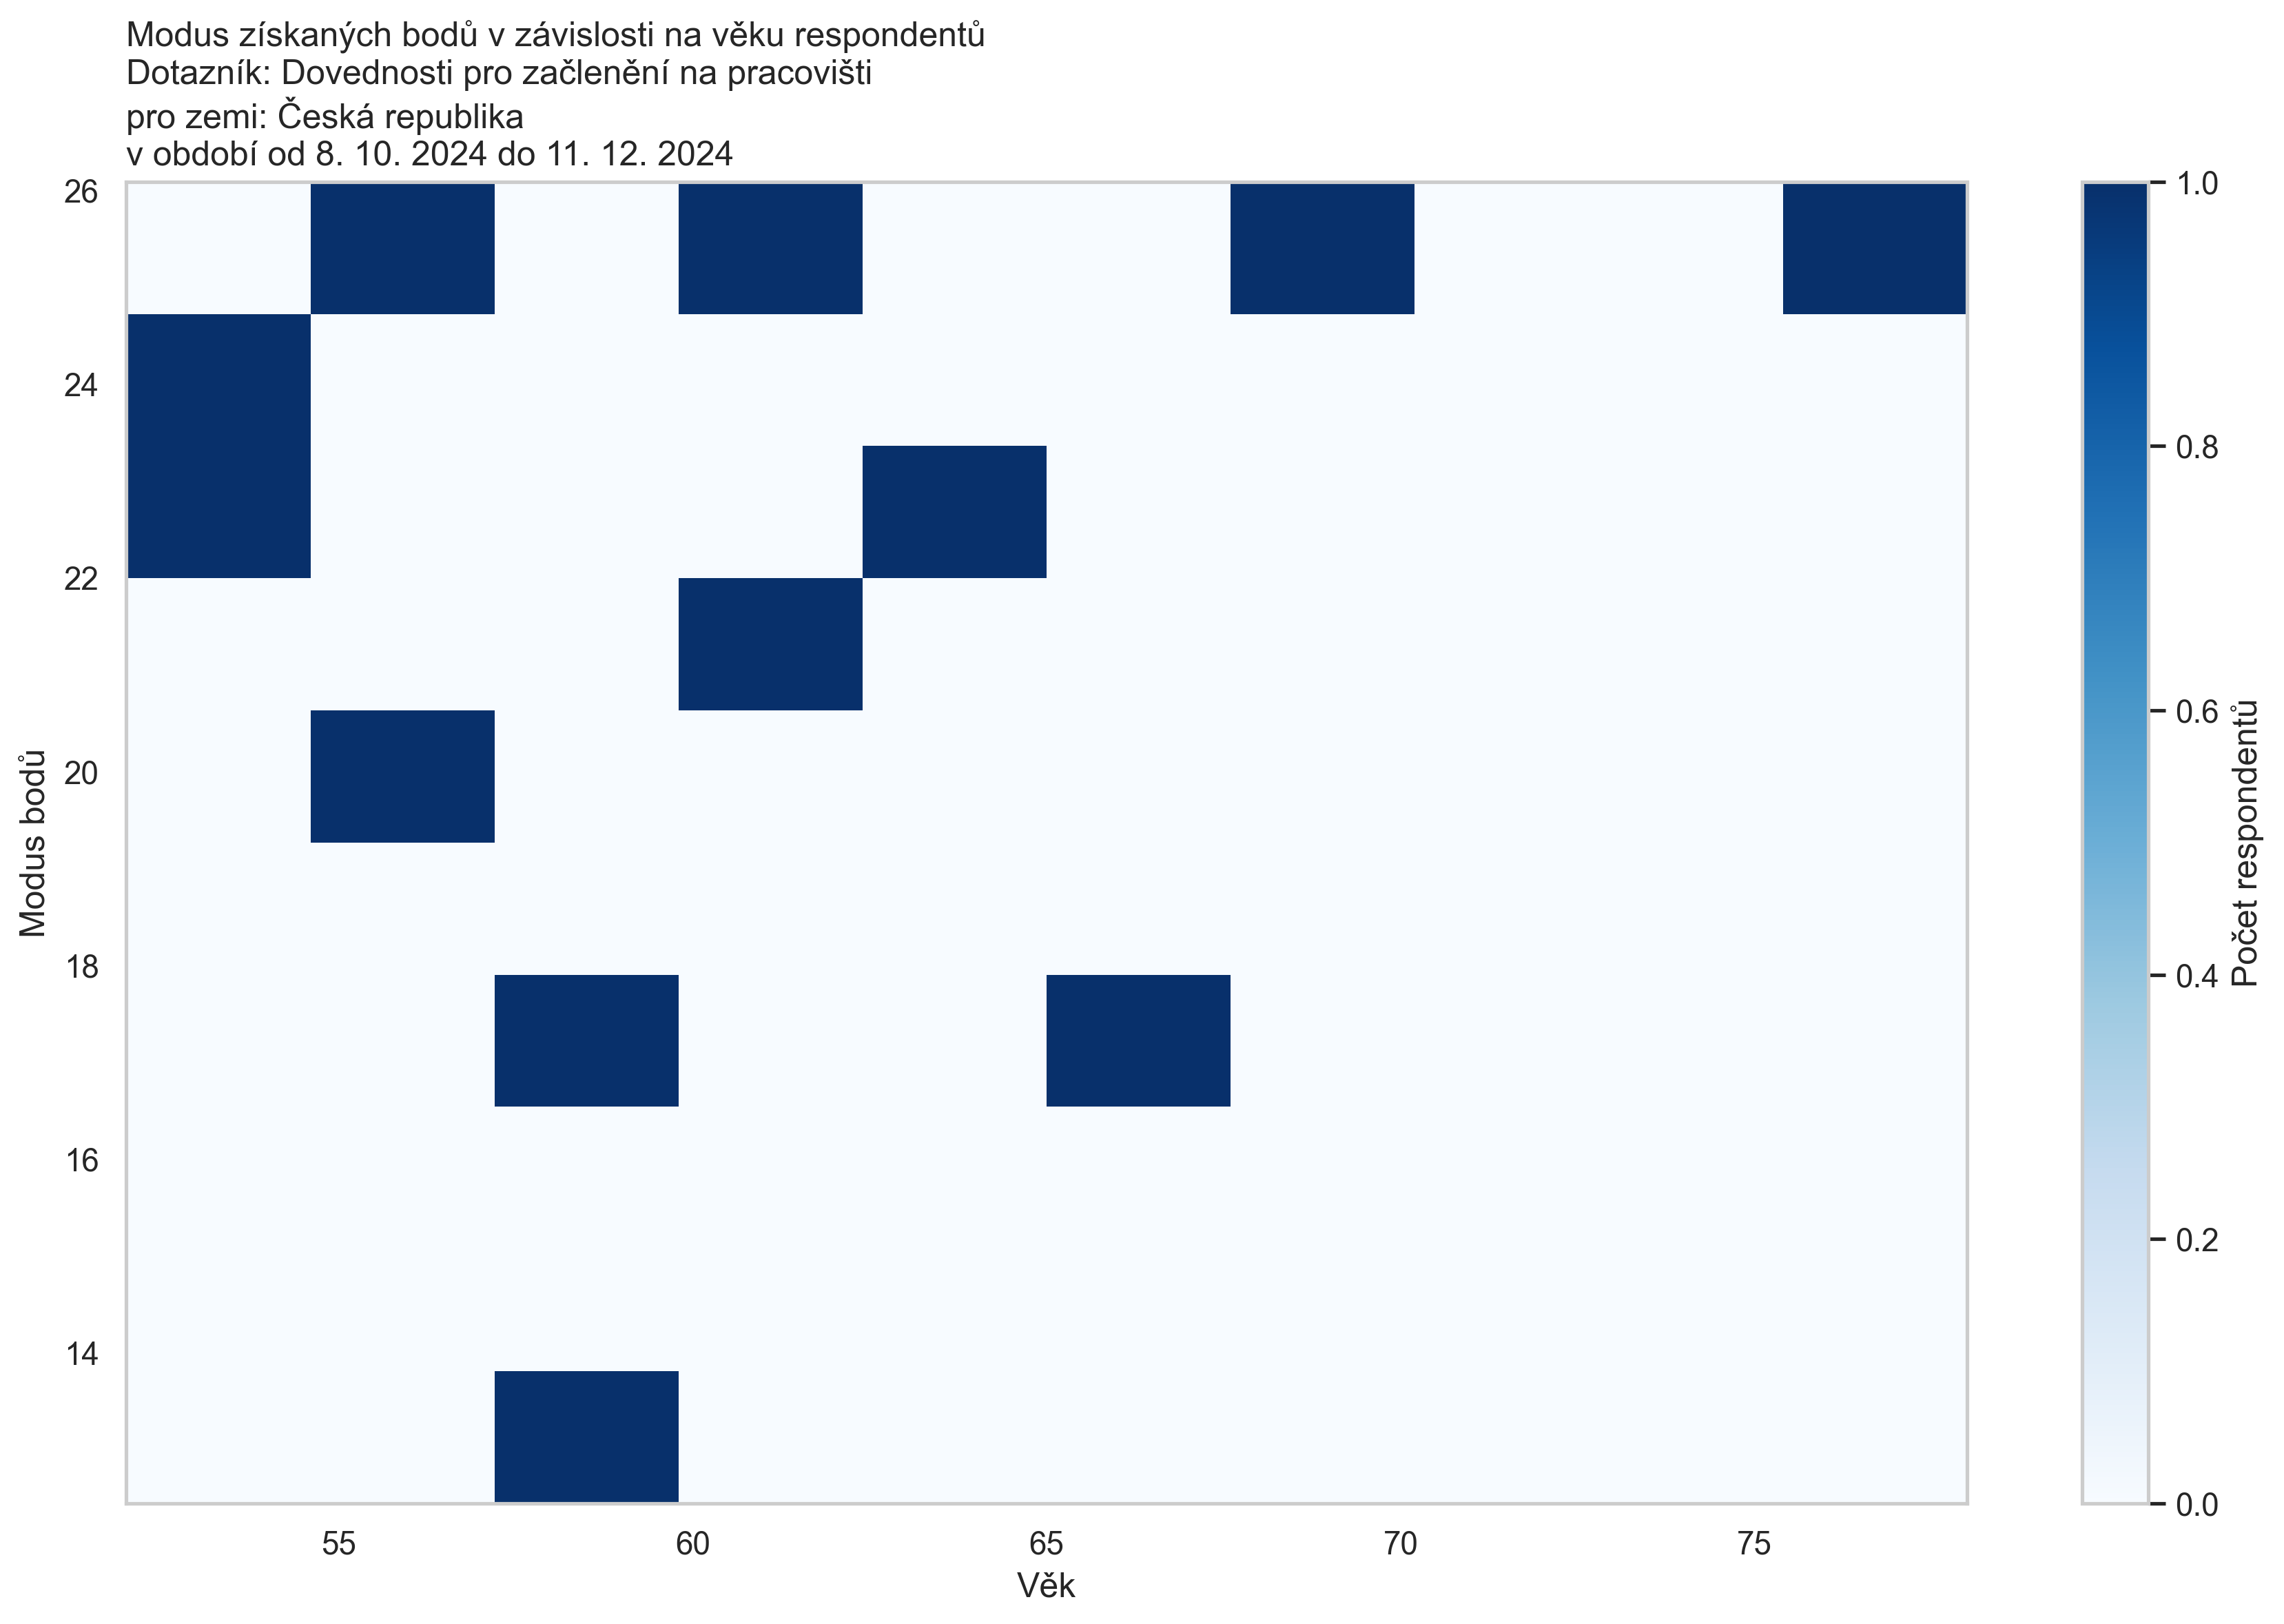 Modus získaných bodů v závislosti na věku respondentů
Dotazník: Dovednosti pro začlenění na pracovišti
pro zemi: Česká republika
v období od 8. 10. 2024 do 11. 12. 2024
26
24
22
20
18
16
14
Modus bodů
55
60
65
70
75
Věk
1.0
0.8
0.6
0.4
0.2
0.0
Počet respondentů